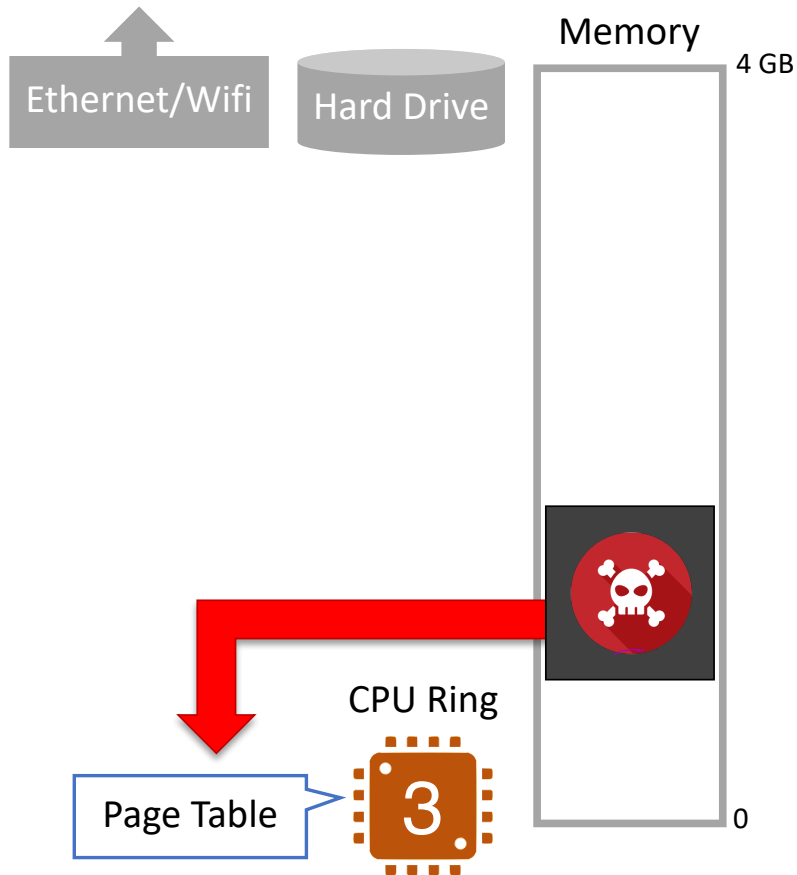 Memory
4 GB
Ethernet/Wifi
Hard Drive
CPU Ring
Page Table
3
0